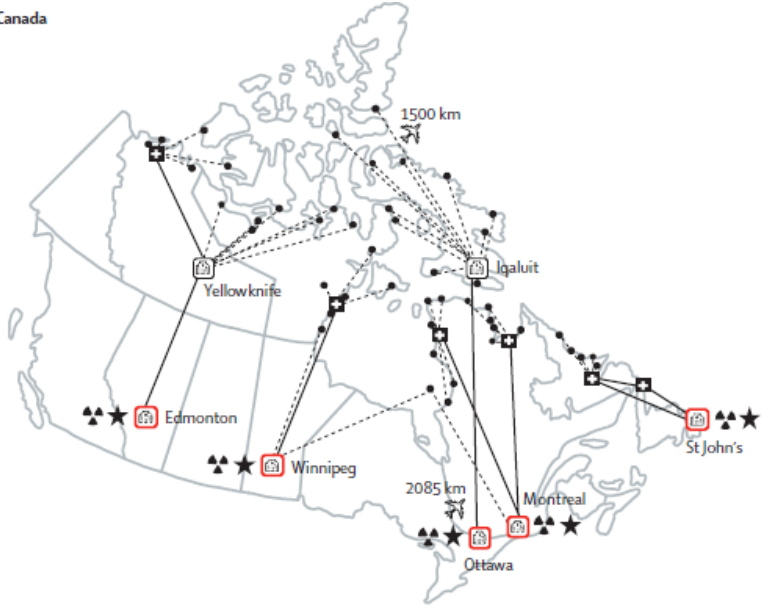 Canada
1500 km
Iqaluit
Yellowknife
Edmonton
Winnipeg
St John's
2085 km
Montreal
Ottawa